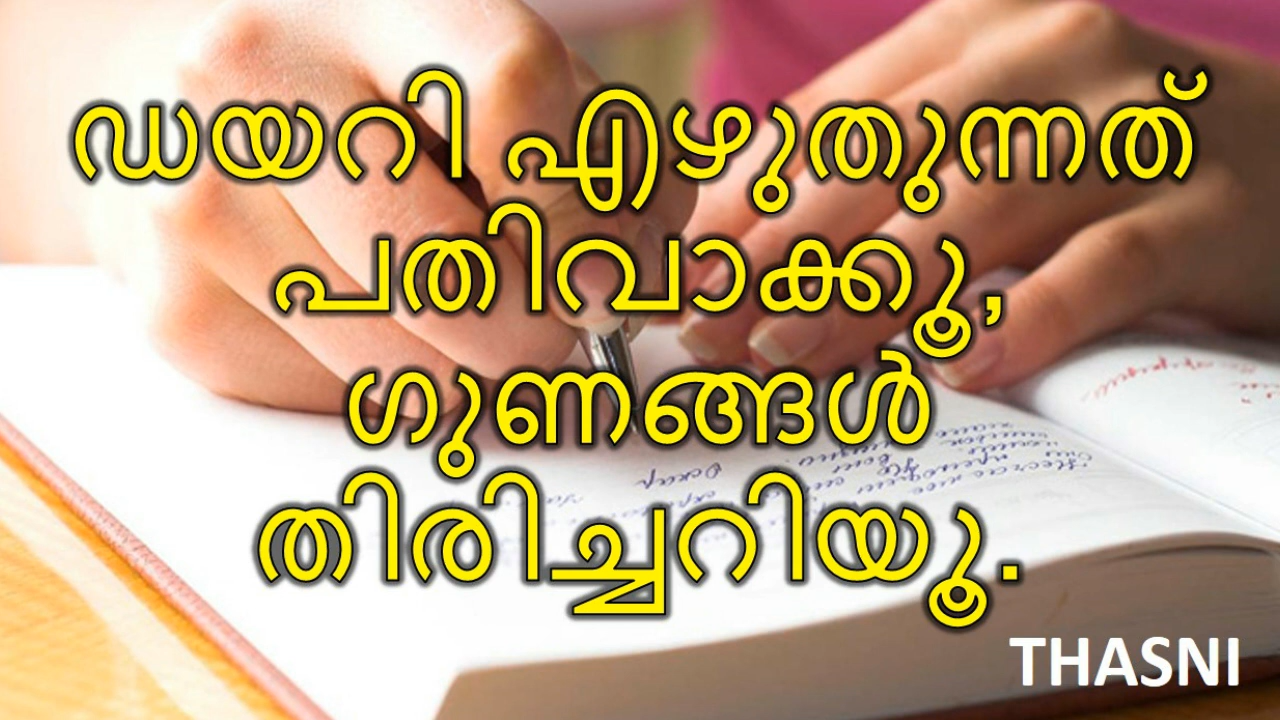 ഡയറി എഴുതുന്നത്
പതിവാക്കൂ,
ഗുണങ്ങൾ
തിരിച്ചറിയൂ.
THASNI